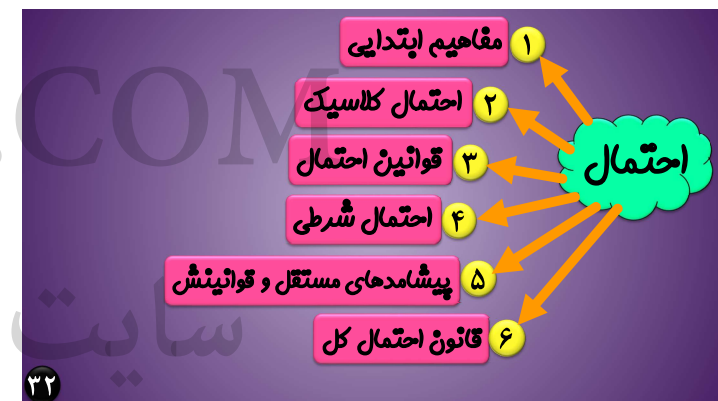 احتمال
۱ مفاهیم ابتدایی
۲ احتمال کلاسیک
۳ قوانین احتمال
۴ احتمال شرطی
۵ پیشامدهای مستقل و قوانینش
۶ قانون احتمال کل
.COM
سایت
۳۲